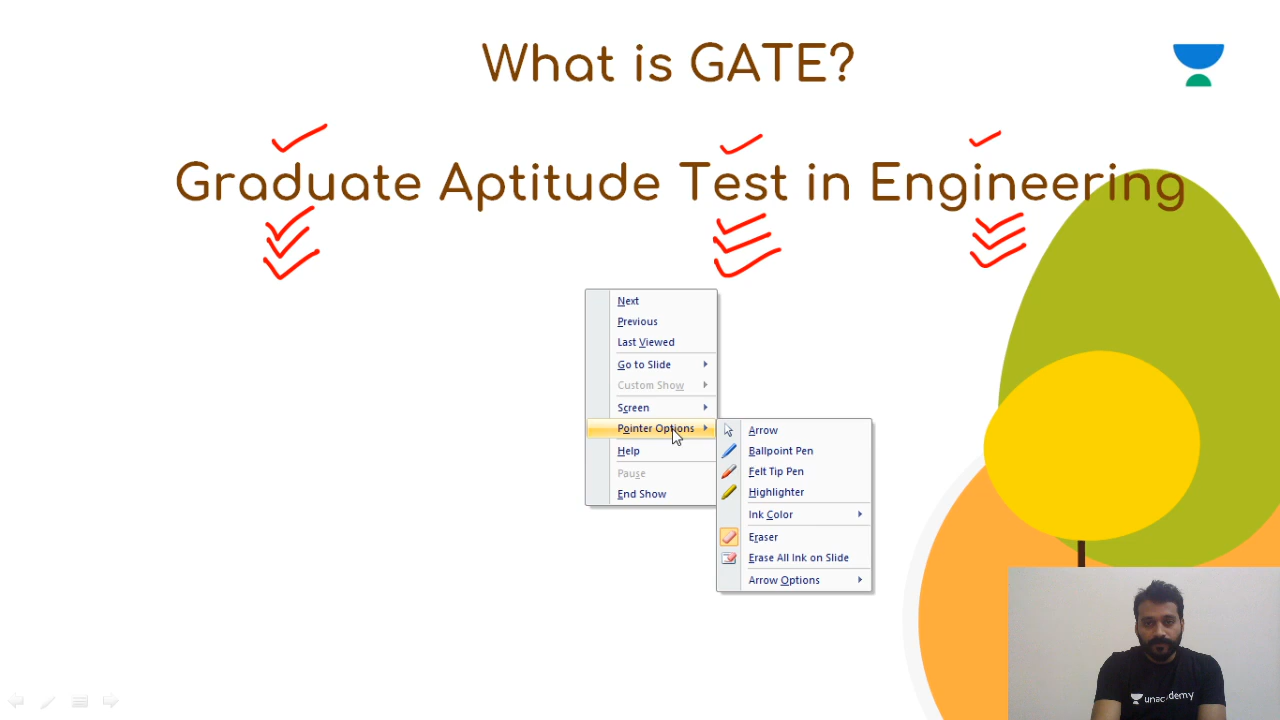 What is GATE?
Graduate Aptitude Test in Engineering
Next
Previous
Last Viewed
Go to Slide
Custom Show
Screen
Pointer Options
Help
Pause
End Show
Arrow
Ballpoint Pen
Felt Tip Pen
Highlighter
Ink Color
Eraser
Erase All Ink on Slide
Arrow Options
unacademy